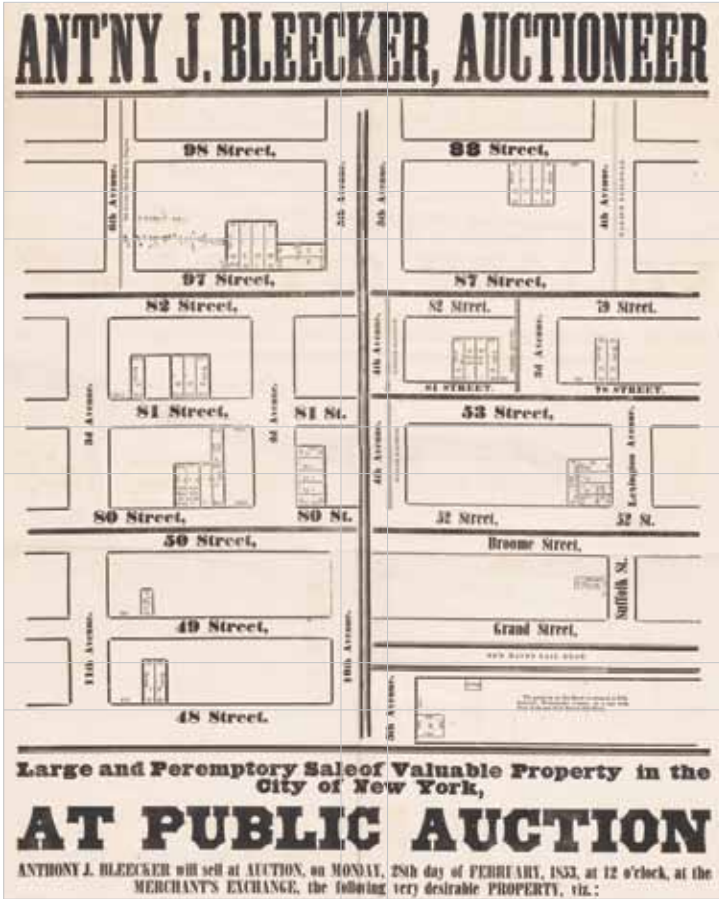 ANT'NY J. BLEECKER, AUCTIONEER
98 Street,
88 Street,
6th Avenue.
5th Avenue.
5th Avenue.
4th Avenue.
97 Street,
87 Street,
82 Street,
82 Street.
79 Street.
4th Avenue.
3d Avenue.
81 STREET.
78 STREET.
3d Avenue.
2d Avenue.
81 Street,
81 St.
53 Street,
4th Avenue.
Lexington Avenue.
80 Street,
80 St.
52 Street,
52 St.
50 Street,
Broome Street,
Suffolk St.
49 Street,
Grand Street,
11th Avenue.
10th Avenue.
NEW HAVEN RAIL ROAD
5th Avenue.
48 Street.
Large and Peremptory Sale of Valuable Property in the
City of New York,
AT PUBLIC AUCTION
ANTHONY J. BLEECKER will sell at AUCTION, on MONDAY, 28th day of FEBRUARY, 1853, at 12 o'clock, at the
MERCHANT'S EXCHANGE, the following very desirable PROPERTY, viz.: